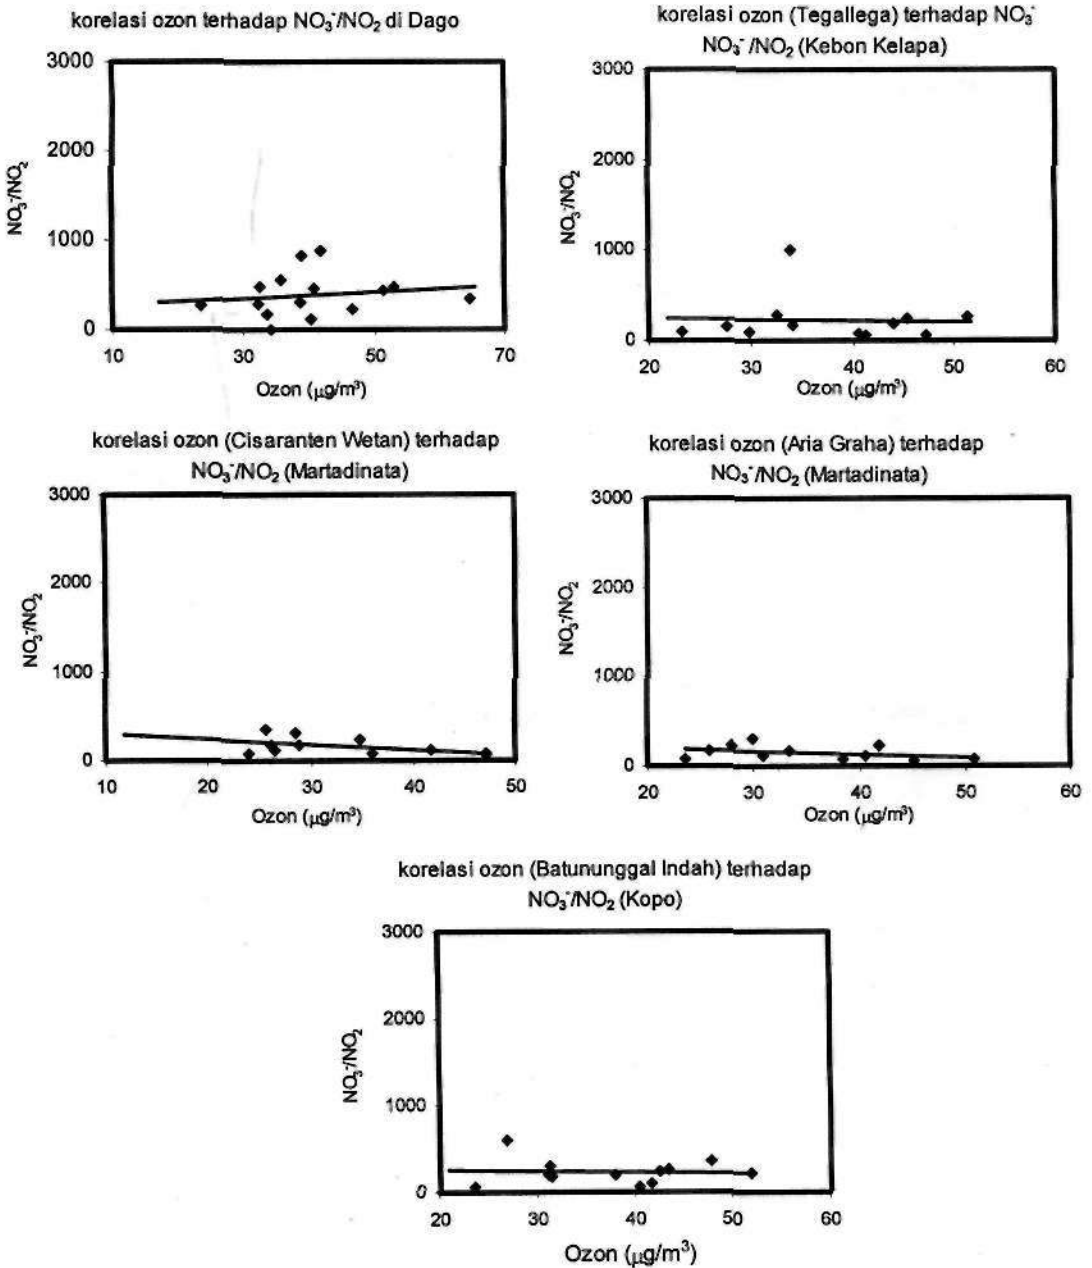 korelasi ozon terhadap NO₃⁻/NO₂ di Dago
3000
2000
1000
0
NO₃⁻/NO₂
10 30 50 70
Ozon (µg/m³)
korelasi ozon (Tegallega) terhadap NO₃⁻
NO₃⁻/NO₂ (Kebon Kelapa)
3000
2000
1000
0
NO₃⁻/NO₂
20 30 40 50 60
Ozon (µg/m³)
korelasi ozon (Cisaranten Wetan) terhadap
NO₃⁻/NO₂ (Martadinata)
3000
2000
1000
0
NO₃⁻/NO₂
10 20 30 40 50
Ozon (µg/m³)
korelasi ozon (Aria Graha) terhadap
NO₃⁻/NO₂ (Martadinata)
3000
2000
1000
0
NO₃⁻/NO₂
20 30 40 50 60
Ozon (µg/m³)
korelasi ozon (Batununggal Indah) terhadap
NO₃⁻/NO₂ (Kopo)
3000
2000
1000
0
NO₃⁻/NO₂
20 30 40 50 60
Ozon (µg/m³)